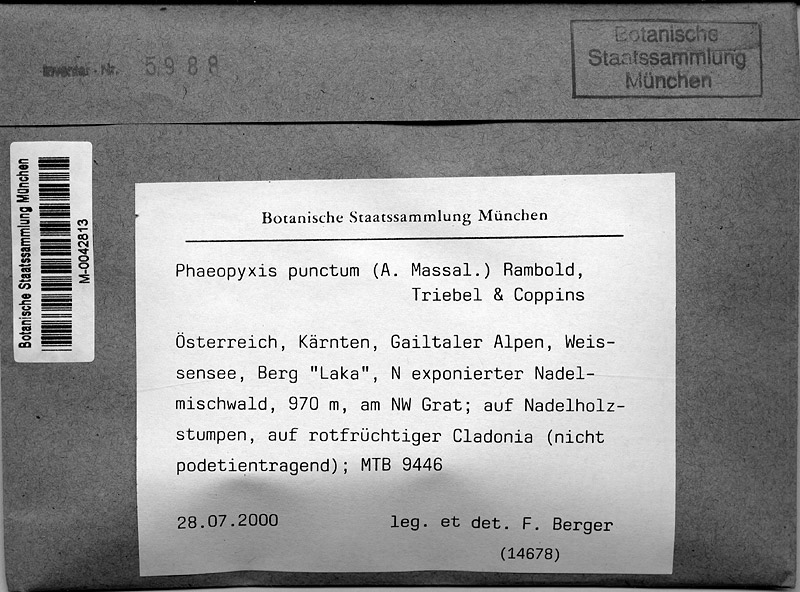 Inventar-Nr. 5988
Botanische
Staatssammlung
München
Botanische Staatssammlung München
M-0042813
Botanische Staatssammlung München
Phaeopyxis punctum (A. Massal.) Rambold,
Triebel & Coppins
Österreich, Kärnten, Gailtaler Alpen, Weis-
sensee, Berg "Laka", N exponierter Nadel-
mischwald, 970 m, am NW Grat; auf Nadelholz-
stumpen, auf rotfrüchtiger Cladonia (nicht
podetientragend); MTB 9446
28.07.2000 leg. et det. F. Berger
(14678)